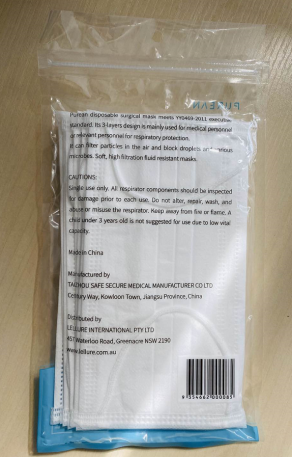 PUREAN
Purean disposable surgical mask meets YY0469-2011 executive
standard. Its 3-layers design is mainly used for medical personnel
or relevant personnel for respiratory protection.
It can filter particles in the air and block droplets and various
microbes. Soft, high filtration fluid resistant masks.
CAUTIONS:
Single use only. All respirator components should be inspected
for damage prior to each use. Do not alter, repair, wash, and
abuse or misuse the respirator. Keep away from fire or flame. A
child under 3 years old is not suggested for use due to low vital
capacity.
Made in China
Manufactured by
TAIZHOU SAFE SECURE MEDICAL MANUFACTURER CO LTD
Century Way, Kowloon Town, Jiangsu Province, China
Distributed by
LELLURE INTERNATIONAL PTY LTD
457 Waterloo Road, Greenacre NSW 2190
www.lellure.com.au